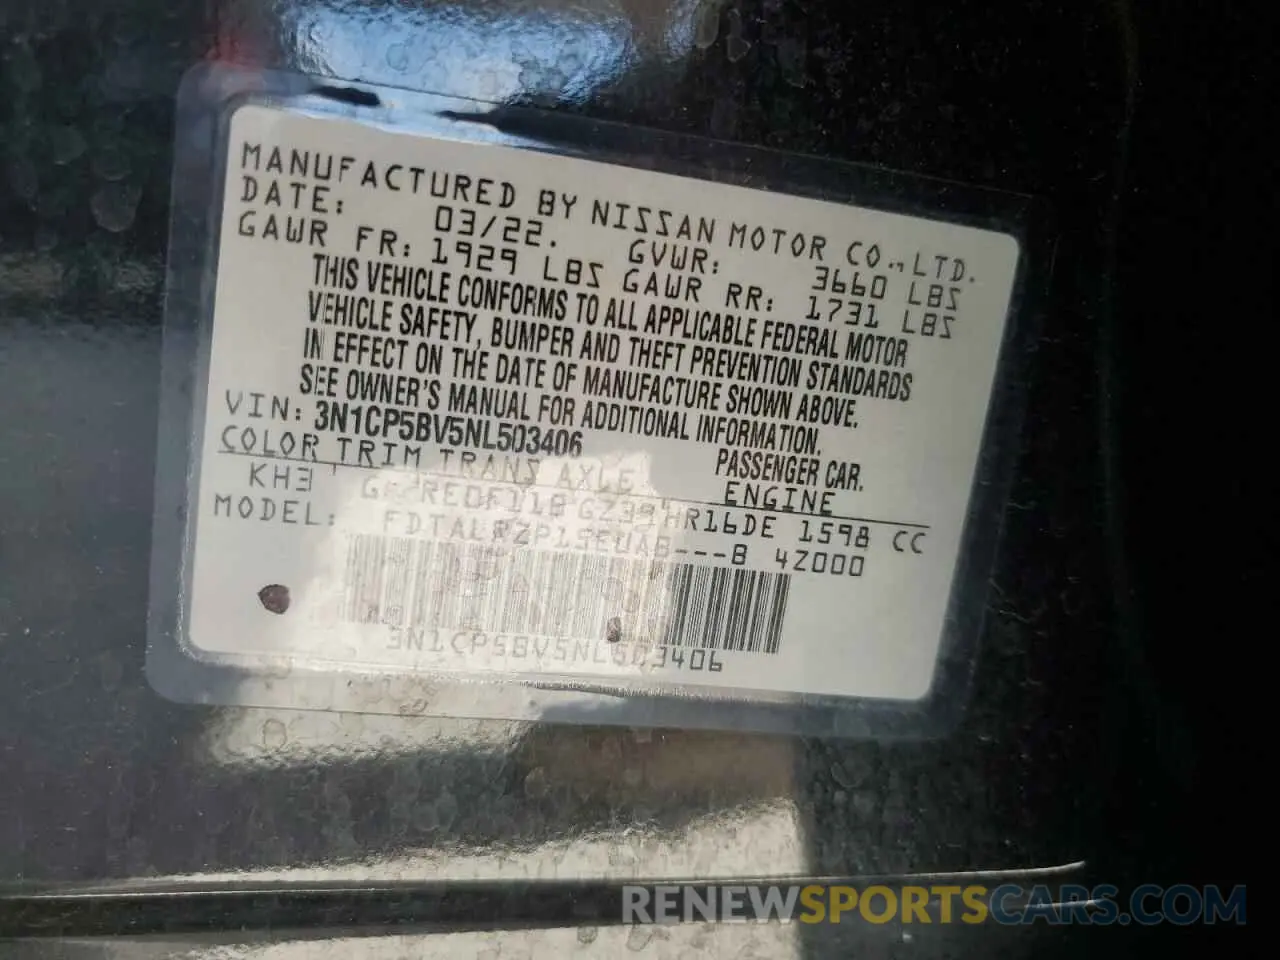 MANUFACTURED BY NISSAN MOTOR CO., LTD.
DATE: 03/22. GVWR: 3660 LBS
GAWR FR: 1929 LBS GAWR RR: 1731 LBS
THIS VEHICLE CONFORMS TO ALL APPLICABLE FEDERAL MOTOR
VEHICLE SAFETY, BUMPER AND THEFT PREVENTION STANDARDS
IN EFFECT ON THE DATE OF MANUFACTURE SHOWN ABOVE.
SEE OWNER'S MANUAL FOR ADDITIONAL INFORMATION.
VIN: 3N1CP5BV5NL503406 PASSENGER CAR.
COLOR TRIM TRANS AXLE ENGINE
KH3 HR16DE 1598 CC
MODEL: 42000
3N1CP5BV5NL503406
RENEWSPORTSCARS.COM